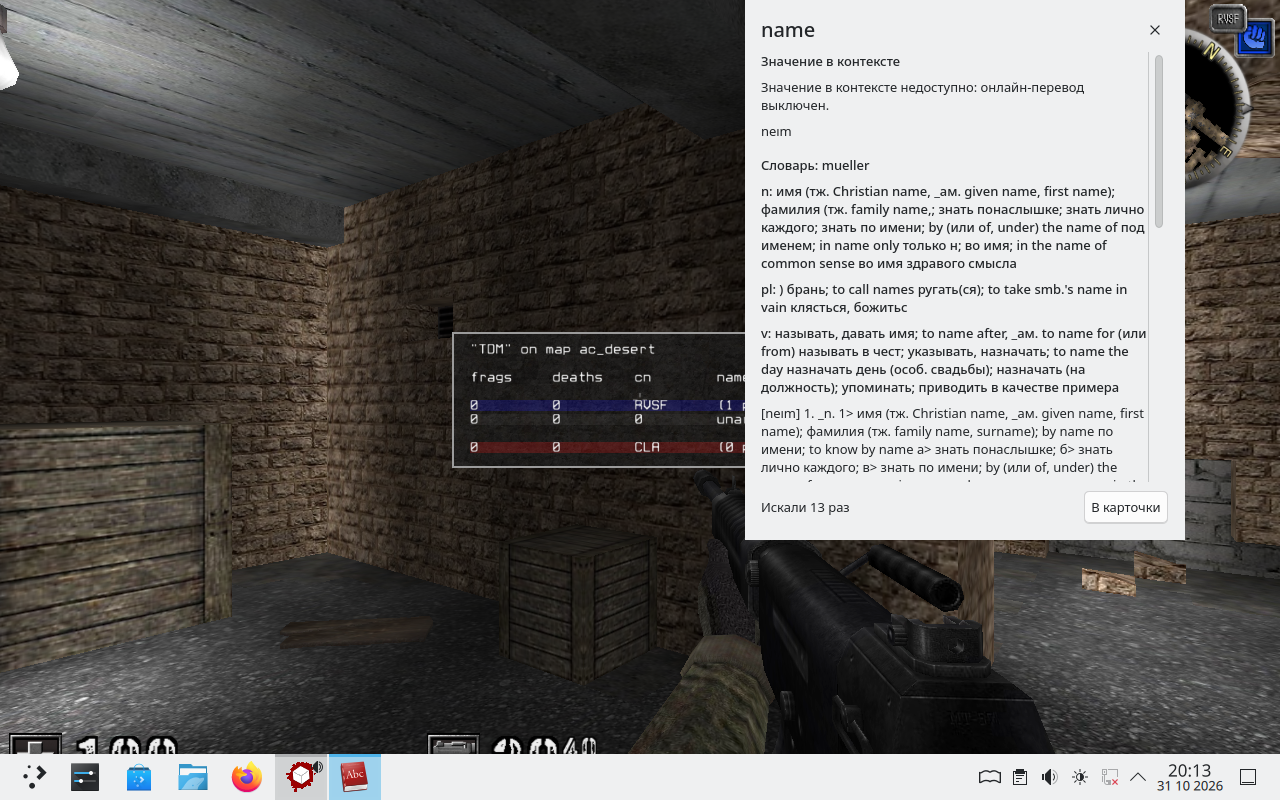 name
Значение в контексте
Значение в контексте недоступно: онлайн-перевод
выключен.
neɪm
Словарь: mueller
n: имя (тж. Christian name, _ам. given name, first name);
фамилия (тж. family name,; знать понаслышке; знать лично
каждого; знать по имени; by (или of, under) the name of под
именем; in name only только н; во имя; in the name of
common sense во имя здравого смысла
pl: ) брань; to call names ругать(ся); to take smb.'s name in
vain клясться, божитьс
v: называть, давать имя; to name after, _ам. to name for (или
from) называть в чест; указывать, назначать; to name the
day назначать день (особ. свадьбы); назначать (на
должность); упоминать; приводить в качестве примера
[neɪm] 1. _n. 1> имя (тж. Christian name, _ам. given name, first
name); фамилия (тж. family name, surname); by name по
имени; to know by name а> знать понаслышке; б> знать
лично каждого; в> знать по имени; by (или of, under) the
Искали 13 раз
В карточки
RVSF
N
E
"TDM" on map ac_desert
frags deaths cn name
0 0 RVSF (1 p
0 0 0 una
0 0 CLA (0 p
100
Abc
20:13
31 10 2026